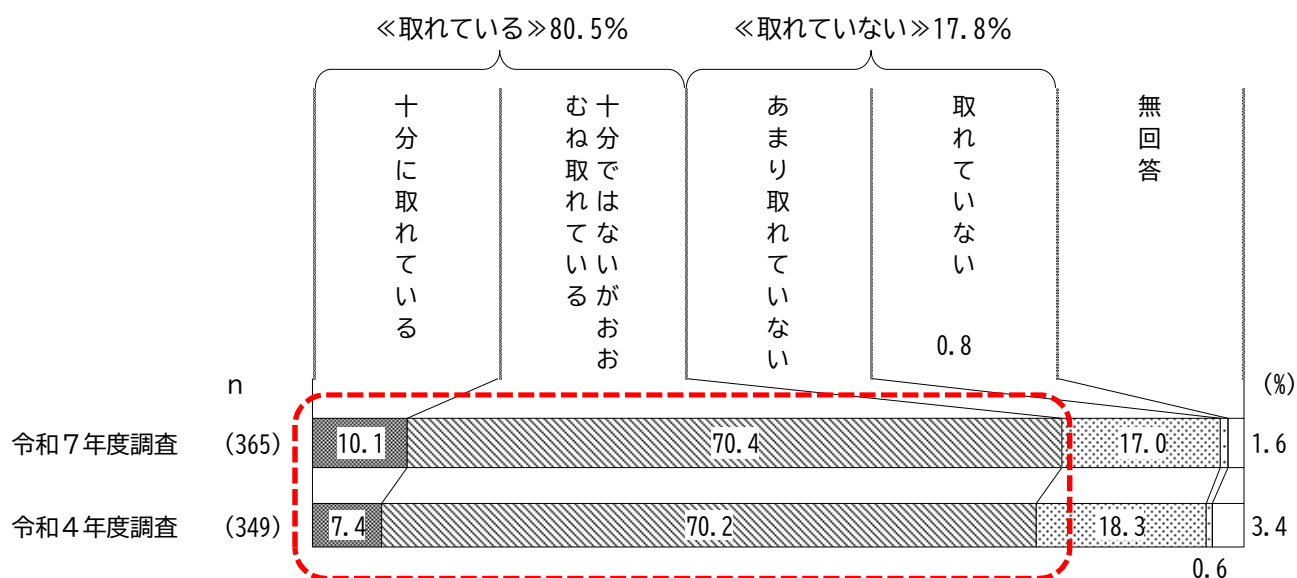 ≪取れている≫80.5%
≪取れていない≫17.8%
十分に取れている
十分ではないがおお
むね取れている
あまり取れていない
取れていない
無回答
0.8
n
(%)
令和７年度調査 (365) 10.1 70.4 17.0 1.6
令和４年度調査 (349) 7.4 70.2 18.3 3.4
0.6